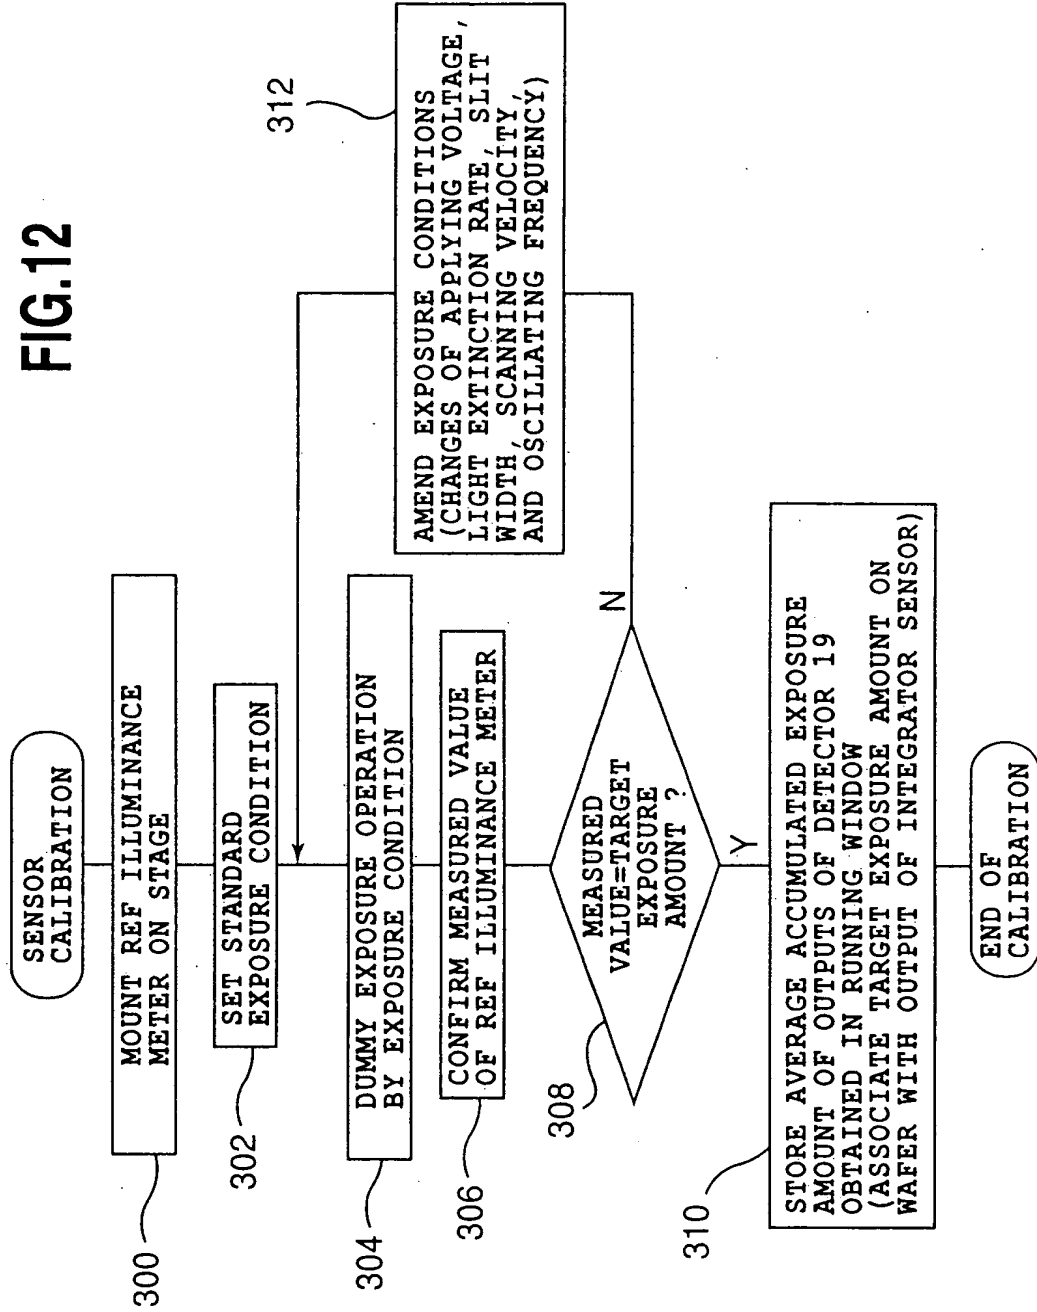 FIG.12
SENSOR
CALIBRATION
MOUNT REF ILLUMINANCE
METER ON STAGE
300
SET STANDARD
EXPOSURE CONDITION
302
DUMMY EXPOSURE OPERATION
BY EXPOSURE CONDITION
304
CONFIRM MEASURED VALUE
OF REF ILLUMINANCE METER
306
MEASURED
VALUE=TARGET
EXPOSURE
AMOUNT ?
308
N
Y
AMEND EXPOSURE CONDITIONS
(CHANGES OF APPLYING VOLTAGE,
LIGHT EXTINCTION RATE, SLIT
WIDTH, SCANNING VELOCITY,
AND OSCILLATING FREQUENCY)
312
STORE AVERAGE ACCUMULATED EXPOSURE
AMOUNT OF OUTPUTS OF DETECTOR 19
OBTAINED IN RUNNING WINDOW
(ASSOCIATE TARGET EXPOSURE AMOUNT ON
WAFER WITH OUTPUT OF INTEGRATOR SENSOR)
310
END OF
CALIBRATION